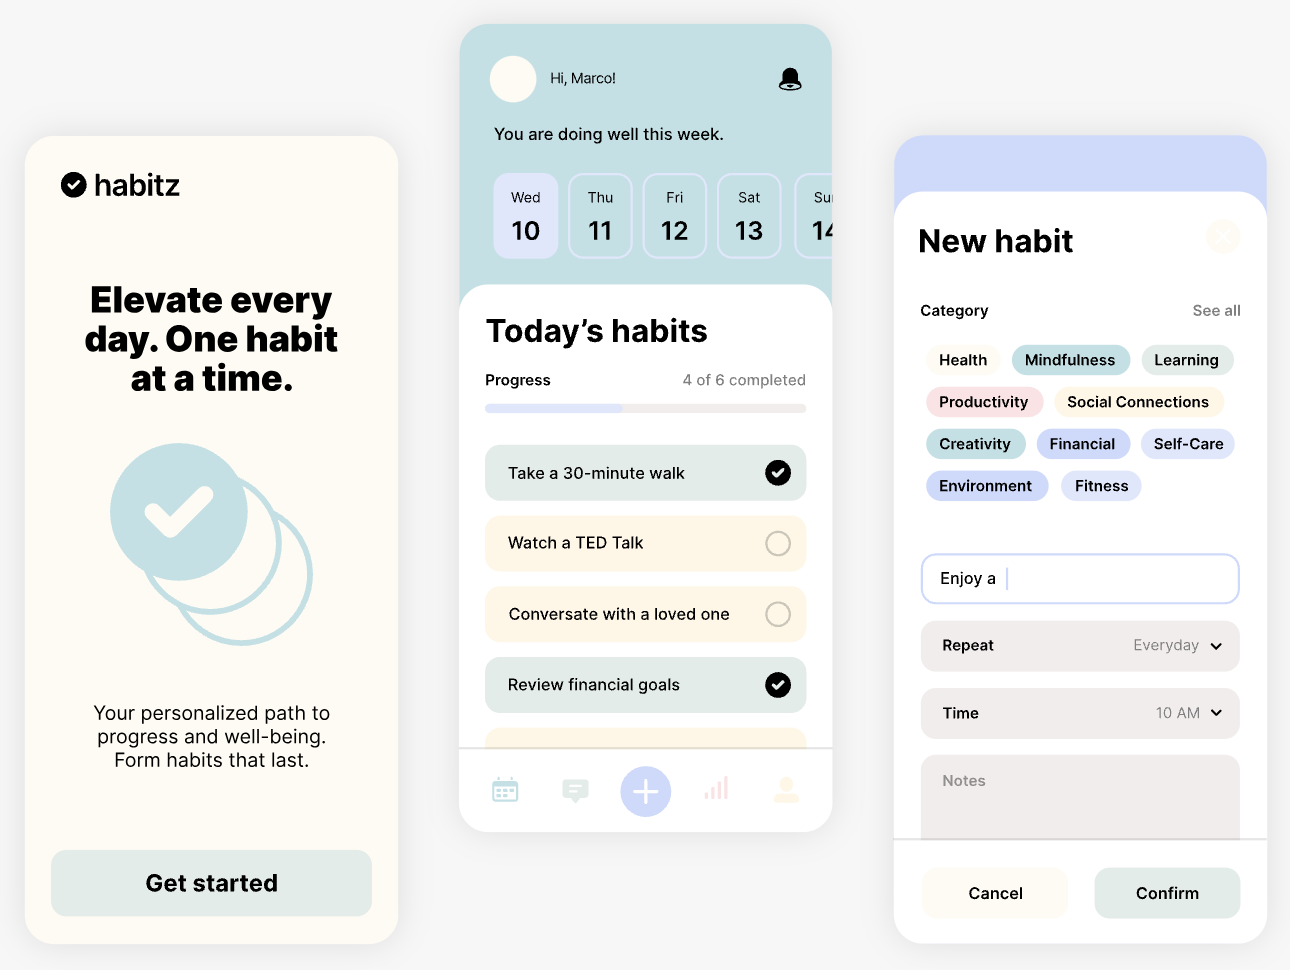 habitz
Elevate every
day. One habit
at a time.
Your personalized path to
progress and well-being.
Form habits that last.
Get started
Hi, Marco!
You are doing well this week.
Wed Thu Fri Sat Sun
10 11 12 13 14
Today’s habits
Progress 4 of 6 completed
Take a 30-minute walk
Watch a TED Talk
Conversate with a loved one
Review financial goals
New habit
Category See all
Health Mindfulness Learning
Productivity Social Connections
Creativity Financial Self-Care
Environment Fitness
Enjoy a
Repeat Everyday
Time 10 AM
Notes
Cancel Confirm